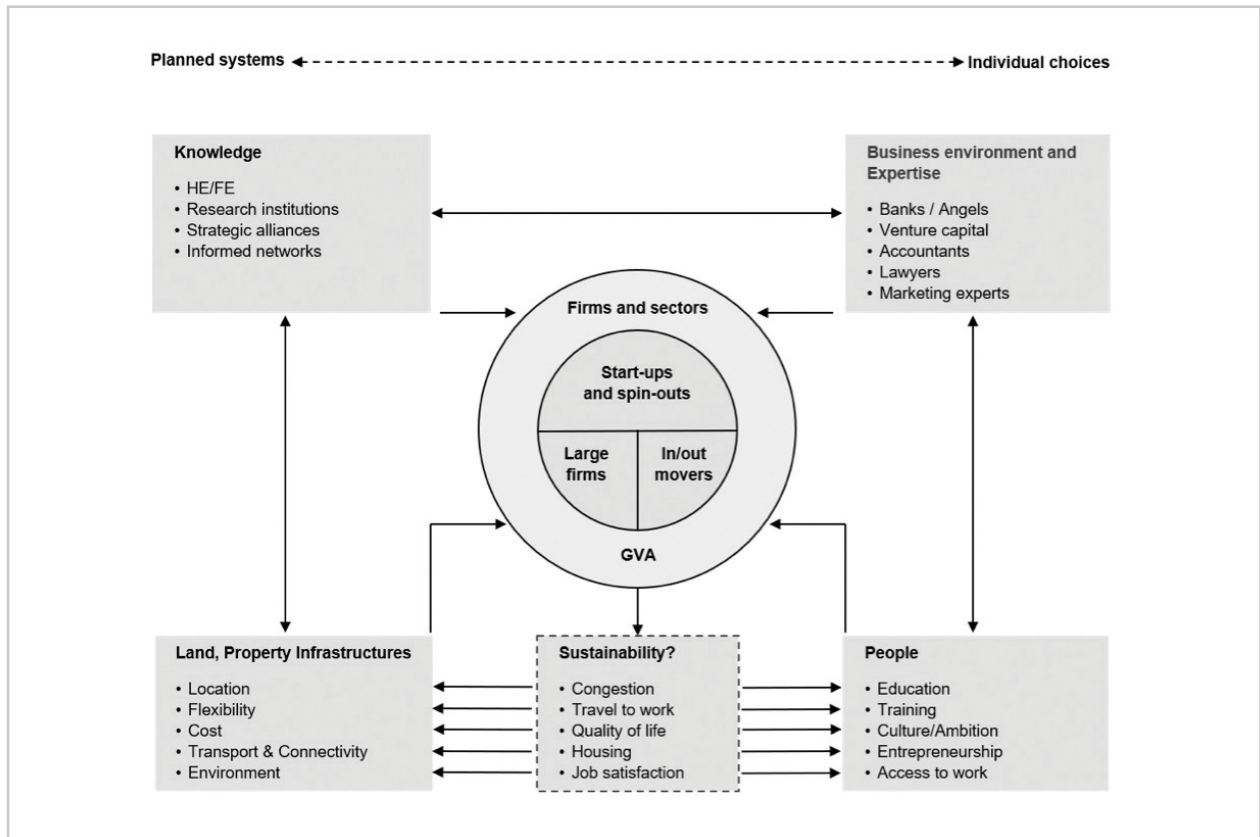 Planned systems
Individual choices
Knowledge
• HE/FE
• Research institutions
• Strategic alliances
• Informed networks
Business environment and
Expertise
• Banks / Angels
• Venture capital
• Accountants
• Lawyers
• Marketing experts
Firms and sectors
Start-ups
and spin-outs
Large
firms
In/out
movers
GVA
Land, Property Infrastructures
• Location
• Flexibility
• Cost
• Transport & Connectivity
• Environment
Sustainability?
• Congestion
• Travel to work
• Quality of life
• Housing
• Job satisfaction
People
• Education
• Training
• Culture/Ambition
• Entrepreneurship
• Access to work